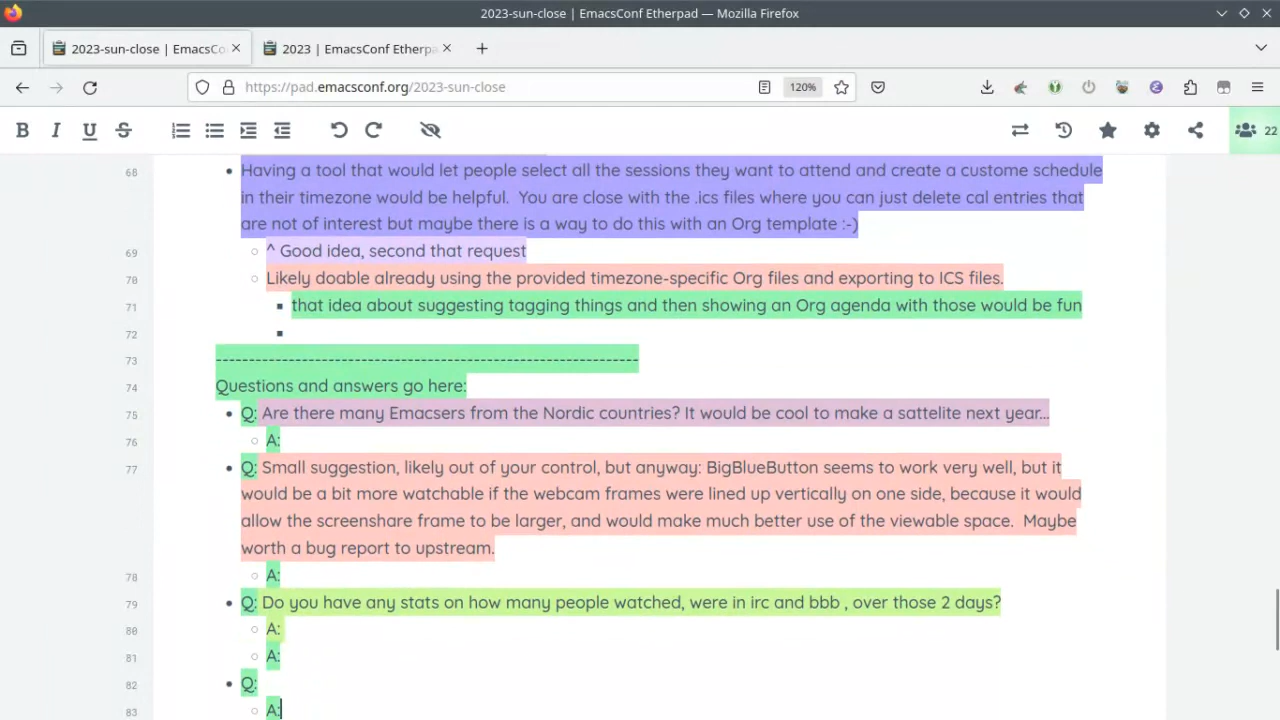 2023-sun-close | EmacsConf Etherpad — Mozilla Firefox
2023-sun-close | EmacsCo
2023 | EmacsConf Etherpa
https://pad.emacsconf.org/2023-sun-close
120%
B I U S
22
68 Having a tool that would let people select all the sessions they want to attend and create a custome schedule
in their timezone would be helpful.  You are close with the .ics files where you can just delete cal entries that
are not of interest but maybe there is a way to do this with an Org template :-)
69 ^ Good idea, second that request
70 Likely doable already using the provided timezone-specific Org files and exporting to ICS files.
71 that idea about suggesting tagging things and then showing an Org agenda with those would be fun
72
73 ----------------------------------------------------------------
74 Questions and answers go here:
75 Q: Are there many Emacsers from the Nordic countries? It would be cool to make a sattelite next year...
76 A:
77 Q: Small suggestion, likely out of your control, but anyway: BigBlueButton seems to work very well, but it
would be a bit more watchable if the webcam frames were lined up vertically on one side, because it would
allow the screenshare frame to be larger, and would make much better use of the viewable space.  Maybe
worth a bug report to upstream.
78 A:
79 Q: Do you have any stats on how many people watched, were in irc and bbb , over those 2 days?
80 A:
81 A:
82 Q:
83 A: